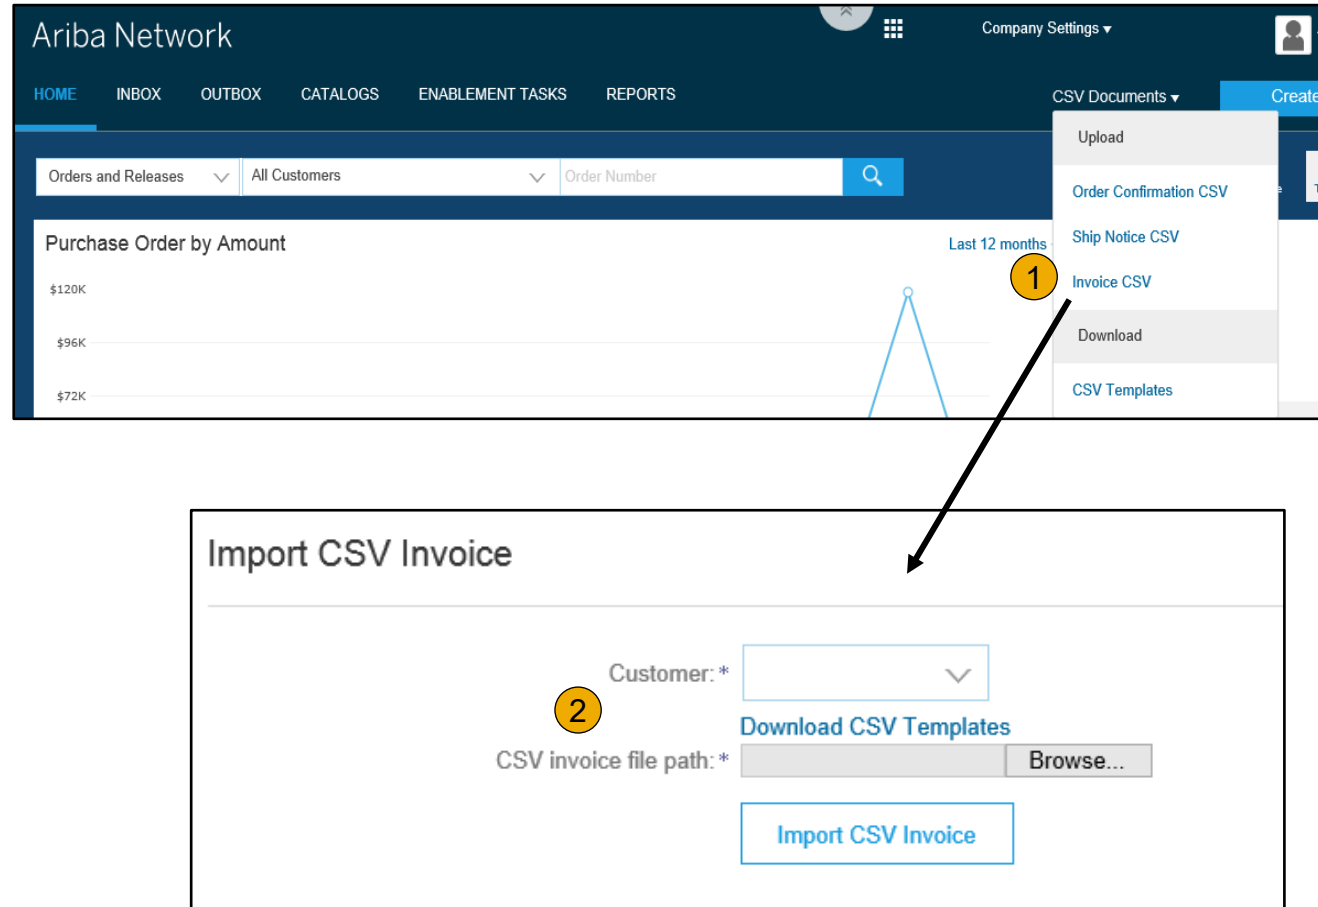 Ariba Network
Company Settings ▾
HOME INBOX OUTBOX CATALOGS ENABLEMENT TASKS REPORTS
CSV Documents ▾
Create
Upload
Orders and Releases
All Customers
Order Number
Order Confirmation CSV
Purchase Order by Amount
Last 12 months
Ship Notice CSV
1
Invoice CSV
$120K
Download
$96K
CSV Templates
$72K
Import CSV Invoice
Customer: *
2
Download CSV Templates
CSV invoice file path: *
Browse...
Import CSV Invoice